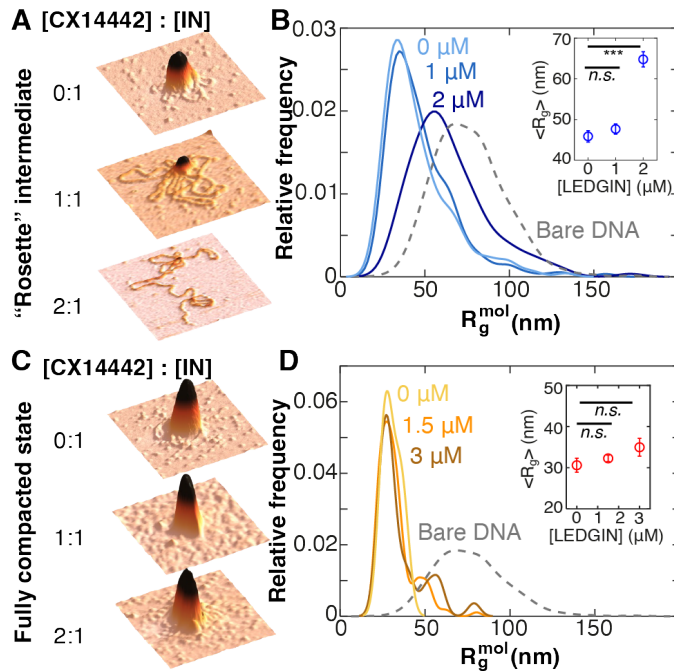 A
[CX14442] : [IN]
"Rosette" intermediate
0:1
1:1
2:1
B
Relative frequency
0.03
0.02
0.01
0
0 μM
1 μM
2 μM
Bare DNA
0
50
100
150
R_g^mol (nm)
<R_g> (nm)
70
60
50
40
***
n.s.
0
1
2
[LEDGIN] (μM)
C
[CX14442] : [IN]
Fully compacted state
0:1
1:1
2:1
D
Relative frequency
0.06
0.04
0.02
0
0 μM
1.5 μM
3 μM
Bare DNA
0
50
100
150
R_g^mol (nm)
<R_g> (nm)
50
40
30
20
n.s.
n.s.
0
1
2
3
[LEDGIN] (μM)